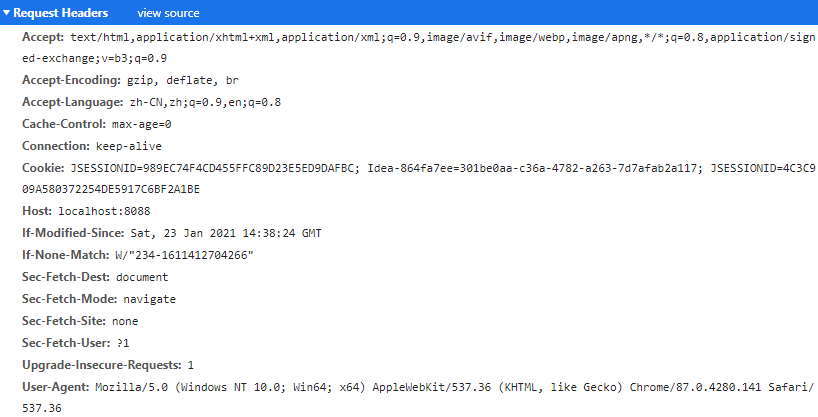 Request Headers view source
Accept: text/html,application/xhtml+xml,application/xml;q=0.9,image/avif,image/webp,image/apng,*/*;q=0.8,application/sign
ed-exchange;v=b3;q=0.9
Accept-Encoding: gzip, deflate, br
Accept-Language: zh-CN,zh;q=0.9,en;q=0.8
Cache-Control: max-age=0
Connection: keep-alive
Cookie: JSESSIONID=989EC74F4CD455FFC89D23E5ED9DAFBC; Idea-864fa7ee=301be0aa-c36a-4782-a263-7d7afab2a117; JSESSIONID=4C3C9
09A580372254DE5917C6BF2A1BE
Host: localhost:8088
If-Modified-Since: Sat, 23 Jan 2021 14:38:24 GMT
If-None-Match: W/"234-1611412704266"
Sec-Fetch-Dest: document
Sec-Fetch-Mode: navigate
Sec-Fetch-Site: none
Sec-Fetch-User: ?1
Upgrade-Insecure-Requests: 1
User-Agent: Mozilla/5.0 (Windows NT 10.0; Win64; x64) AppleWebKit/537.36 (KHTML, like Gecko) Chrome/87.0.4280.141 Safari/
537.36